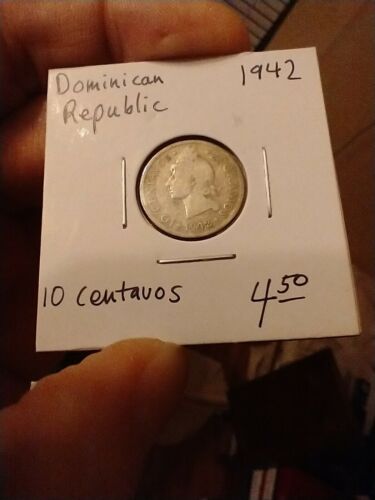 Dominican 1942
Republic
10 centavos 4.50